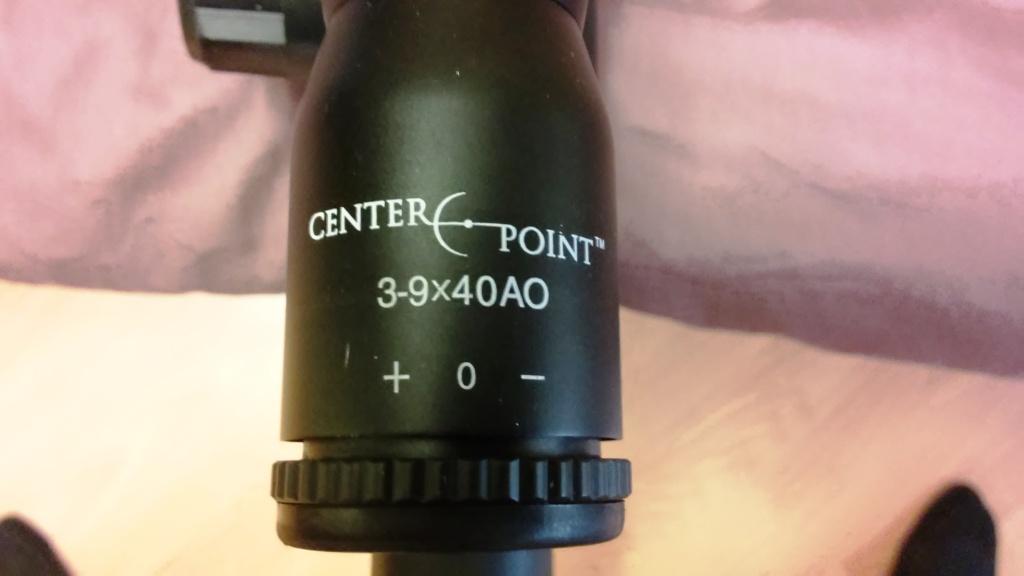 CENTER POINT™
3-9×40AO
+ 0 −